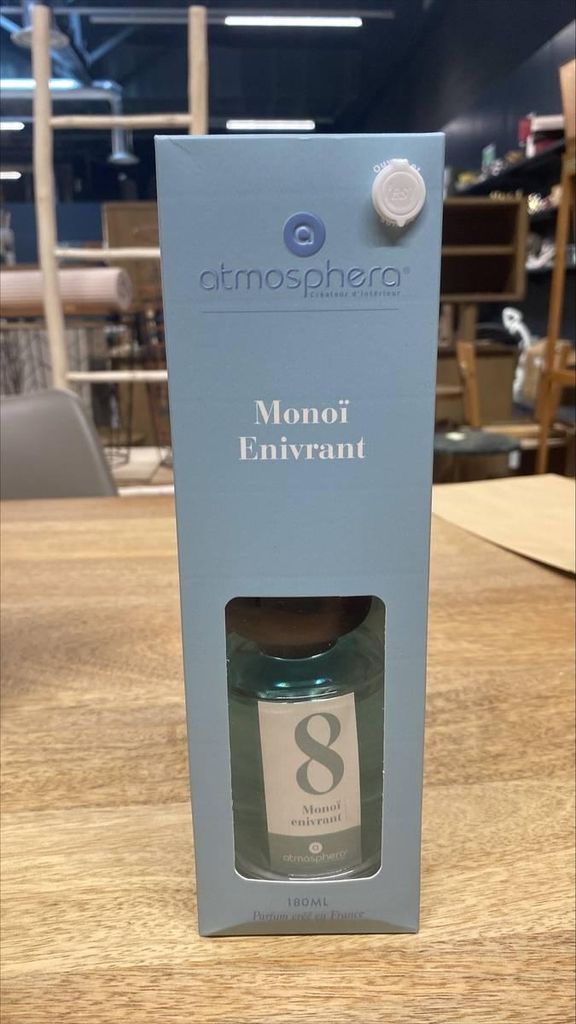 a
atmosphera®
Créateur d'intérieur
Monoï
Enivrant
8
Monoï
enivrant
a
atmosphera
180ML
Parfum créé en France